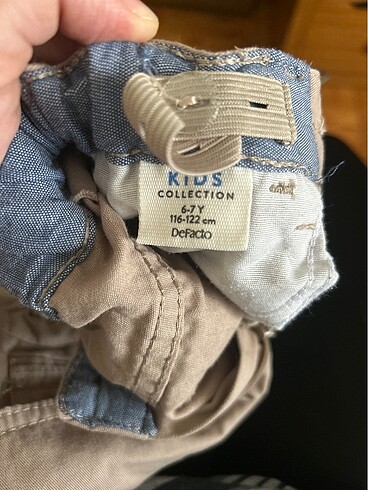 KIDS
COLLECTION
6-7 Y
116-122 cm
DeFacto